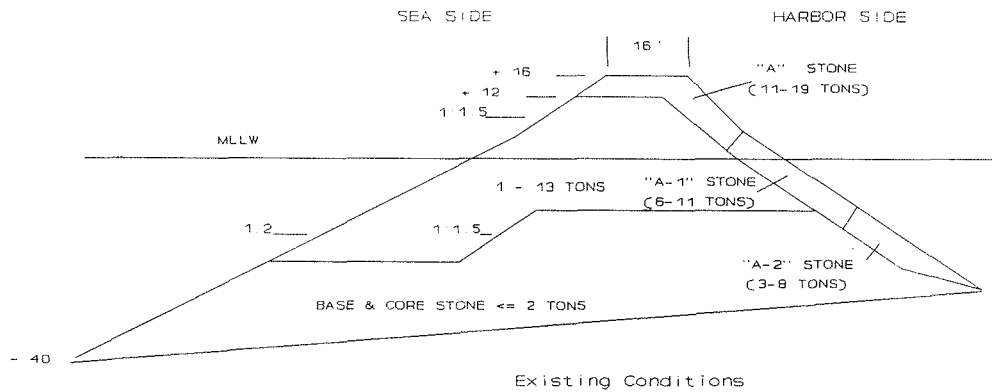 SEA SIDE
HARBOR SIDE
16'
+ 16
"A" STONE
(11-19 TONS)
+ 12
1:1.5
MLLW
1 - 13 TONS
"A-1" STONE
(6-11 TONS)
1:2
1:1.5
"A-2" STONE
(3-8 TONS)
BASE & CORE STONE <= 2 TONS
- 40
Existing Conditions